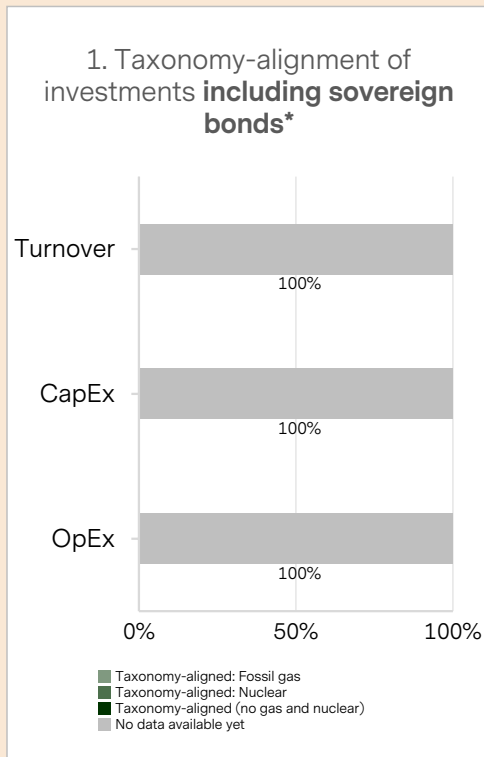 1. Taxonomy-alignment of
investments including sovereign
bonds*
Turnover
100%
CapEx
100%
OpEx
100%
0% 50% 100%
Taxonomy-aligned: Fossil gas
Taxonomy-aligned: Nuclear
Taxonomy-aligned (no gas and nuclear)
No data available yet